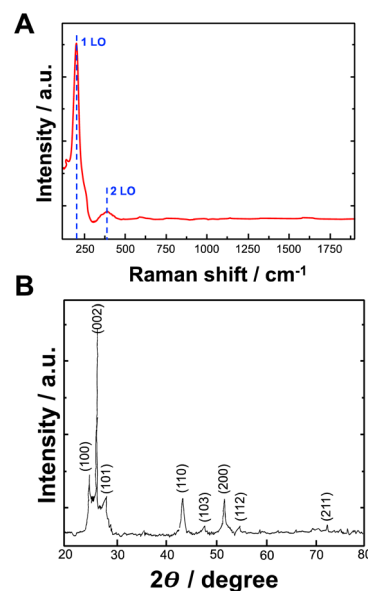 A
1 LO
2 LO
Intensity / a.u.
250 500 750 1000 1250 1500 1750
Raman shift / cm-1
B
(002)
(100)
(101)
(110)
(103)
(200)
(112)
(211)
Intensity / a.u.
20 30 40 50 60 70 80
2Θ / degree